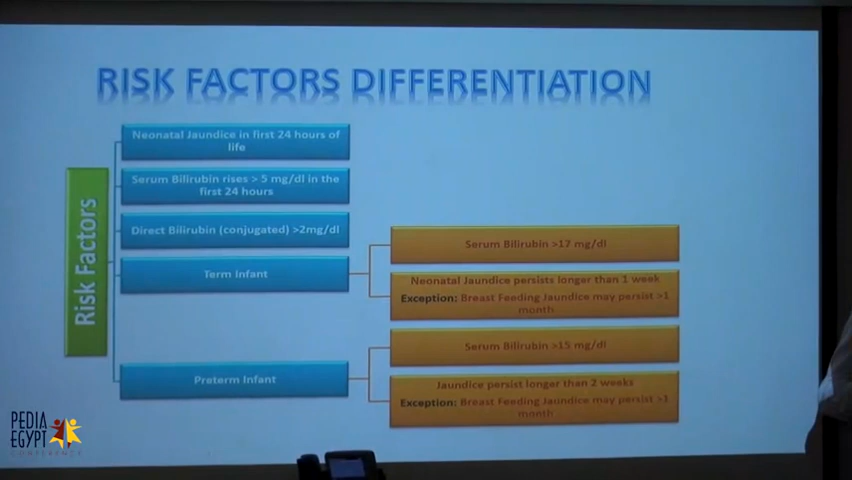 RISK FACTORS DIFFERENTIATION
Risk Factors
Neonatal Jaundice in first 24 hours of
life
Serum Bilirubin rises > 5 mg/dl in the
first 24 hours
Direct Bilirubin (conjugated) >2mg/dl
Term Infant
Serum Bilirubin >17 mg/dl
Neonatal Jaundice persists longer than 1 week
Exception: Breast Feeding Jaundice may persist >1
month
Preterm Infant
Serum Bilirubin >15 mg/dl
Jaundice persist longer than 2 weeks
Exception: Breast Feeding Jaundice may persist >1
month
PEDIA
EGYPT
CONFERENCE